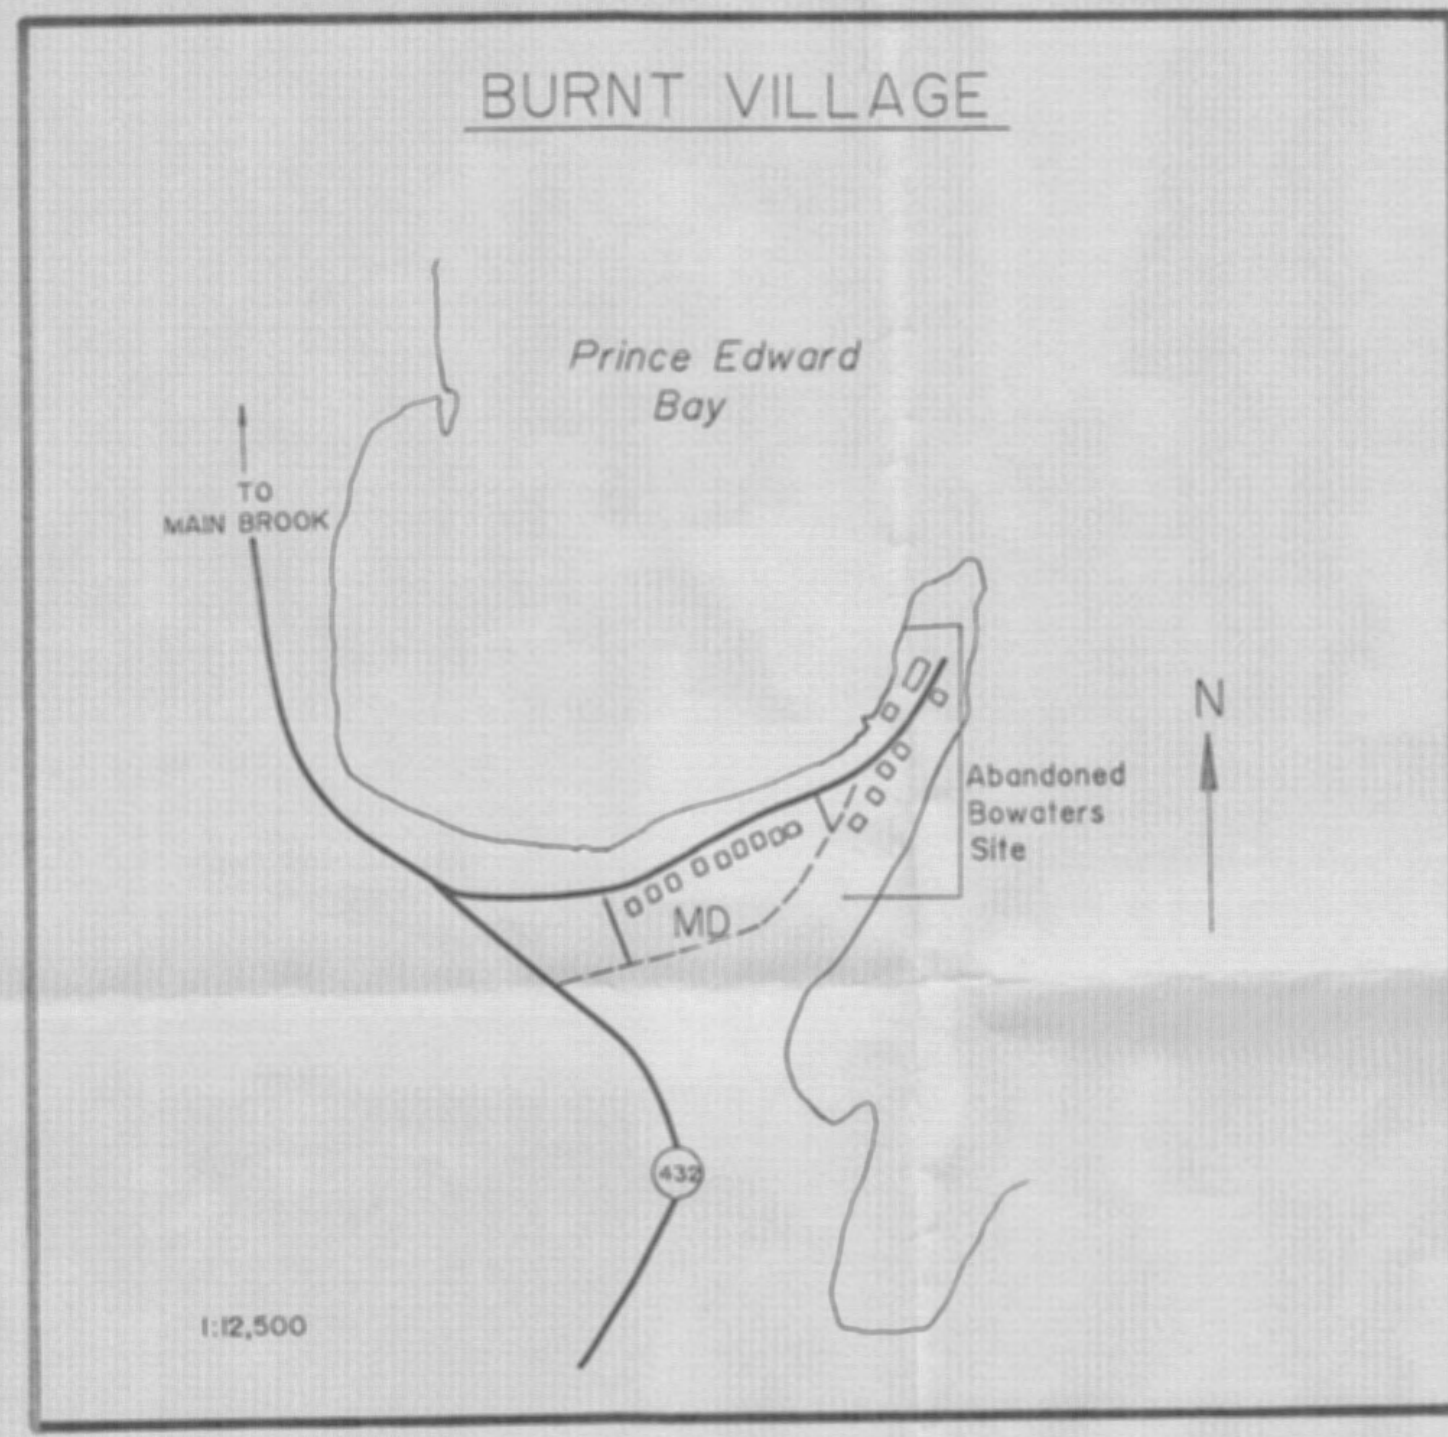 BURNT VILLAGE
Prince Edward
Bay
TO
MAIN BROOK
N
Abandoned
Bowaters
Site
MD
432
1:12,500